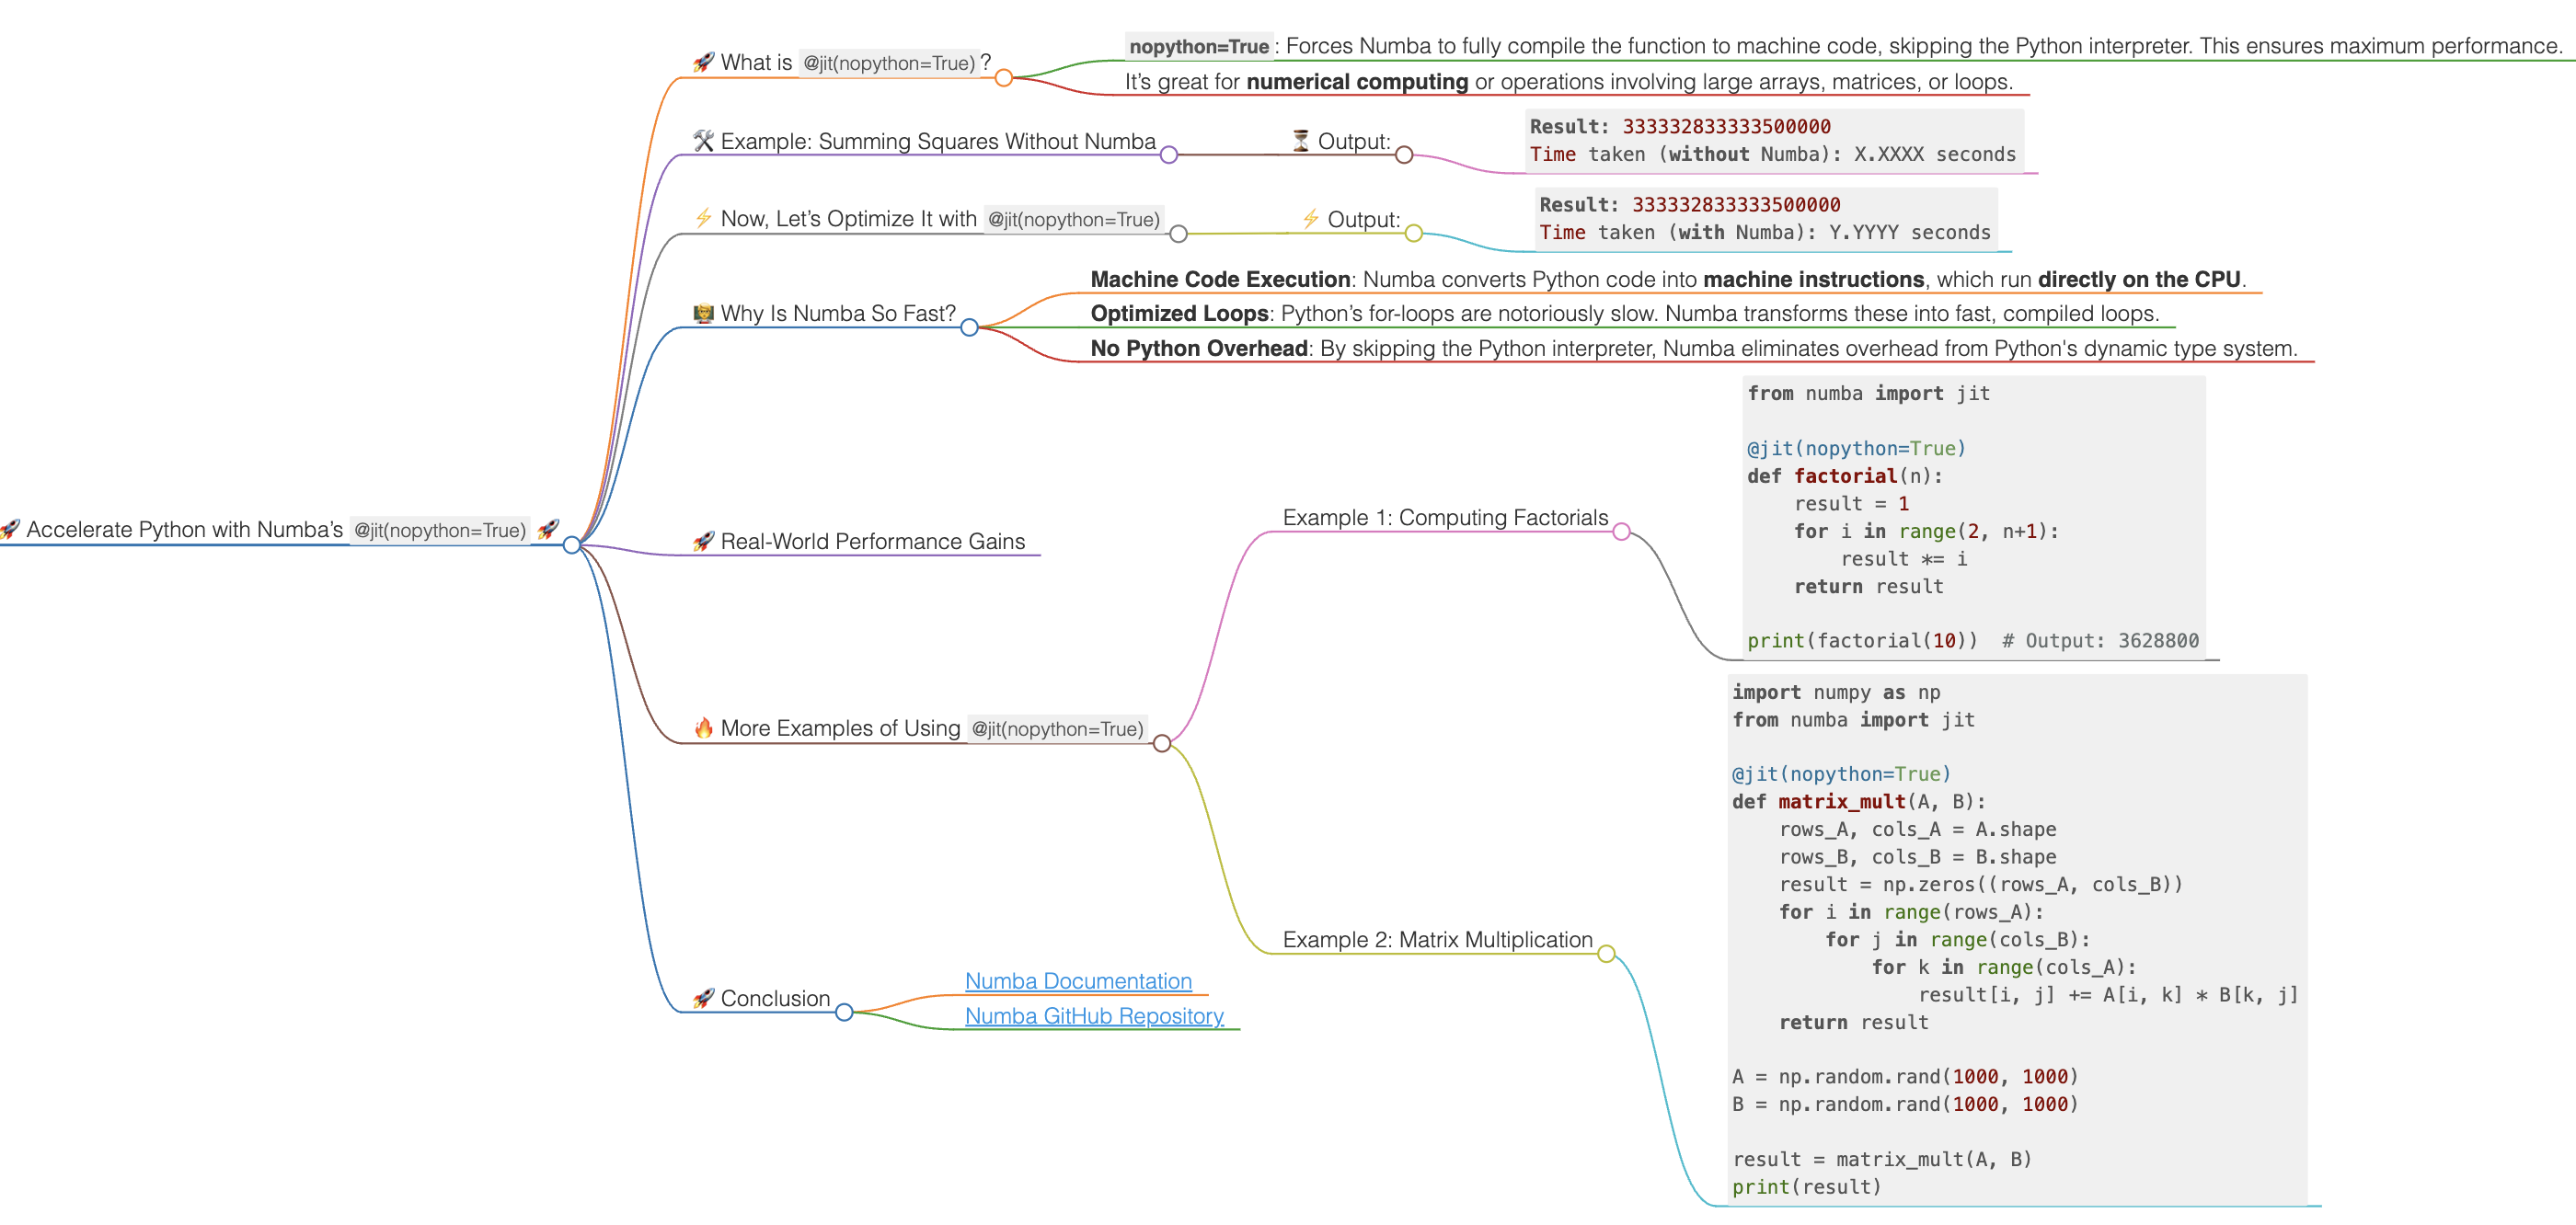 🚀 Accelerate Python with Numba’s @jit(nopython=True) 🚀
🚀 What is @jit(nopython=True) ?
nopython=True : Forces Numba to fully compile the function to machine code, skipping the Python interpreter. This ensures maximum performance.
It’s great for numerical computing or operations involving large arrays, matrices, or loops.
🛠️ Example: Summing Squares Without Numba
⏳ Output:
Result: 333332833333500000
Time taken (without Numba): X.XXXX seconds
⚡ Now, Let’s Optimize It with @jit(nopython=True)
⚡ Output:
Result: 333332833333500000
Time taken (with Numba): Y.YYYY seconds
👨‍🏫 Why Is Numba So Fast?
Machine Code Execution: Numba converts Python code into machine instructions, which run directly on the CPU.
Optimized Loops: Python’s for-loops are notoriously slow. Numba transforms these into fast, compiled loops.
No Python Overhead: By skipping the Python interpreter, Numba eliminates overhead from Python's dynamic type system.
🚀 Real-World Performance Gains
🔥 More Examples of Using @jit(nopython=True)
Example 1: Computing Factorials
from numba import jit
@jit(nopython=True)
def factorial(n):
    result = 1
    for i in range(2, n+1):
        result *= i
    return result
print(factorial(10))  # Output: 3628800
Example 2: Matrix Multiplication
import numpy as np
from numba import jit
@jit(nopython=True)
def matrix_mult(A, B):
    rows_A, cols_A = A.shape
    rows_B, cols_B = B.shape
    result = np.zeros((rows_A, cols_B))
    for i in range(rows_A):
        for j in range(cols_B):
            for k in range(cols_A):
                result[i, j] += A[i, k] * B[k, j]
    return result
A = np.random.rand(1000, 1000)
B = np.random.rand(1000, 1000)
result = matrix_mult(A, B)
print(result)
🚀 Conclusion
Numba Documentation
Numba GitHub Repository